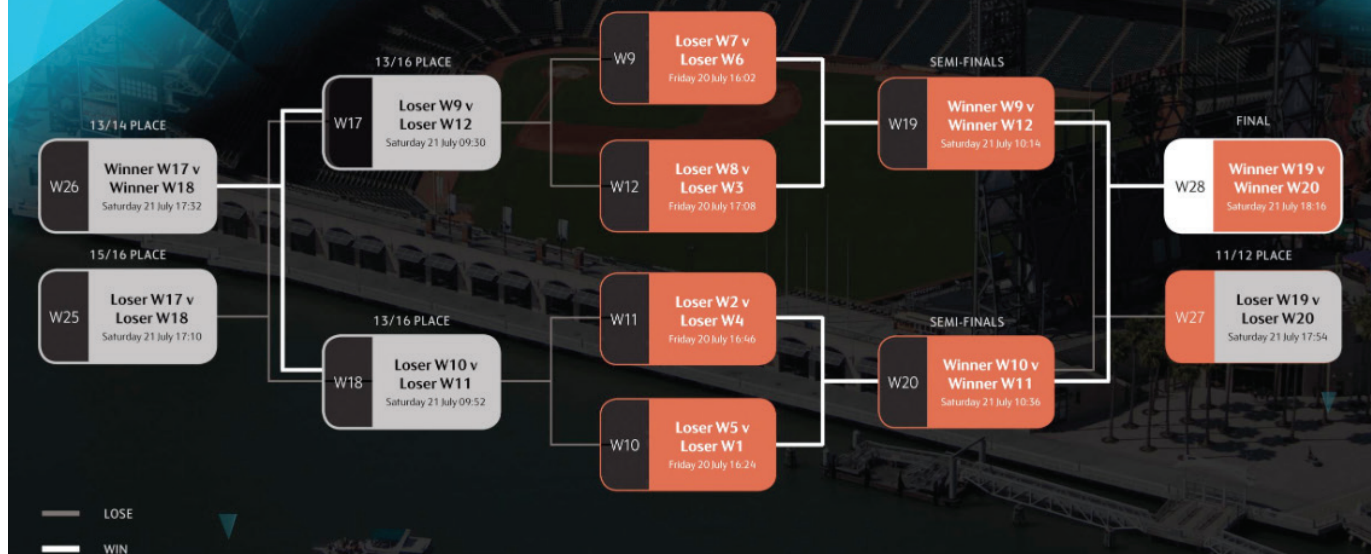 13/14 PLACE
W26
Winner W17 v
Winner W18
Saturday 21 July 17:32
15/16 PLACE
W25
Loser W17 v
Loser W18
Saturday 21 July 17:10
13/16 PLACE
W17
Loser W9 v
Loser W12
Saturday 21 July 09:30
13/16 PLACE
W18
Loser W10 v
Loser W11
Saturday 21 July 09:52
W9
Loser W7 v
Loser W6
Friday 20 July 16:02
W12
Loser W8 v
Loser W3
Friday 20 July 17:08
W11
Loser W2 v
Loser W4
Friday 20 July 16:46
W10
Loser W5 v
Loser W1
Friday 20 July 16:24
SEMI-FINALS
W19
Winner W9 v
Winner W12
Saturday 21 July 10:14
SEMI-FINALS
W20
Winner W10 v
Winner W11
Saturday 21 July 10:36
FINAL
W28
Winner W19 v
Winner W20
Saturday 21 July 18:16
11/12 PLACE
W27
Loser W19 v
Loser W20
Saturday 21 July 17:54
LOSE
WIN